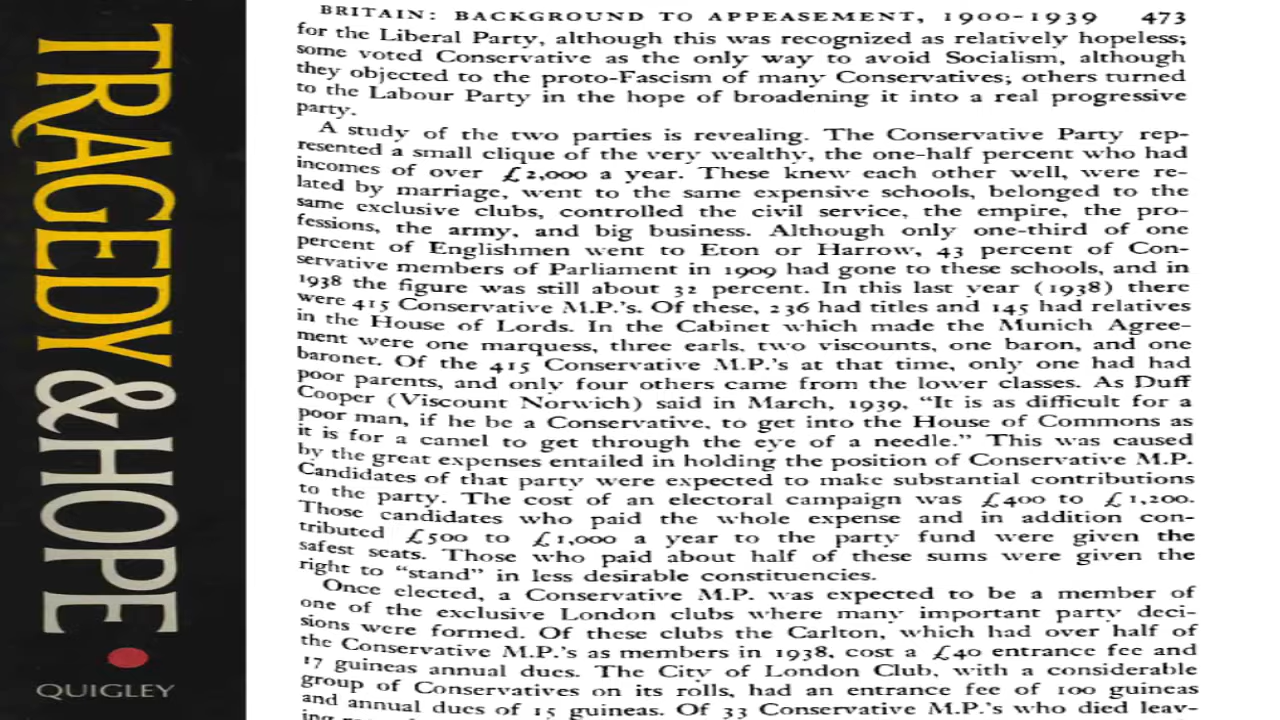 TRAGEDY & HOPE
QUIGLEY
BRITAIN: BACKGROUND TO APPEASEMENT, 1900-1939 473
for the Liberal Party, although this was recognized as relatively hopeless;
some voted Conservative as the only way to avoid Socialism, although
they objected to the proto-Fascism of many Conservatives; others turned
to the Labour Party in the hope of broadening it into a real progressive
party.
A study of the two parties is revealing. The Conservative Party rep-
resented a small clique of the very wealthy, the one-half percent who had
incomes of over £2,000 a year. These knew each other well, were re-
lated by marriage, went to the same expensive schools, belonged to the
same exclusive clubs, controlled the civil service, the empire, the pro-
fessions, the army, and big business. Although only one-third of one
percent of Englishmen went to Eton or Harrow, 43 percent of Con-
servative members of Parliament in 1909 had gone to these schools, and in
1938 the figure was still about 32 percent. In this last year (1938) there
were 415 Conservative M.P.'s. Of these, 236 had titles and 145 had relatives
in the House of Lords. In the Cabinet which made the Munich Agree-
ment were one marquess, three earls, two viscounts, one baron, and one
baronet. Of the 415 Conservative M.P.'s at that time, only one had had
poor parents, and only four others came from the lower classes. As Duff
Cooper (Viscount Norwich) said in March, 1939, "It is as difficult for a
poor man, if he be a Conservative, to get into the House of Commons as
it is for a camel to get through the eye of a needle." This was caused
by the great expenses entailed in holding the position of Conservative M.P.
Candidates of that party were expected to make substantial contributions
to the party. The cost of an electoral campaign was £400 to £1,200.
Those candidates who paid the whole expense and in addition con-
tributed £500 to £1,000 a year to the party fund were given the
safest seats. Those who paid about half of these sums were given the
right to "stand" in less desirable constituencies.
Once elected, a Conservative M.P. was expected to be a member of
one of the exclusive London clubs where many important party deci-
sions were formed. Of these clubs the Carlton, which had over half of
the Conservative M.P.'s as members in 1938, cost a £40 entrance fee and
17 guineas annual dues. The City of London Club, with a considerable
group of Conservatives on its rolls, had an entrance fee of 100 guineas
and annual dues of 15 guineas. Of 33 Conservative M.P.'s who died leav-